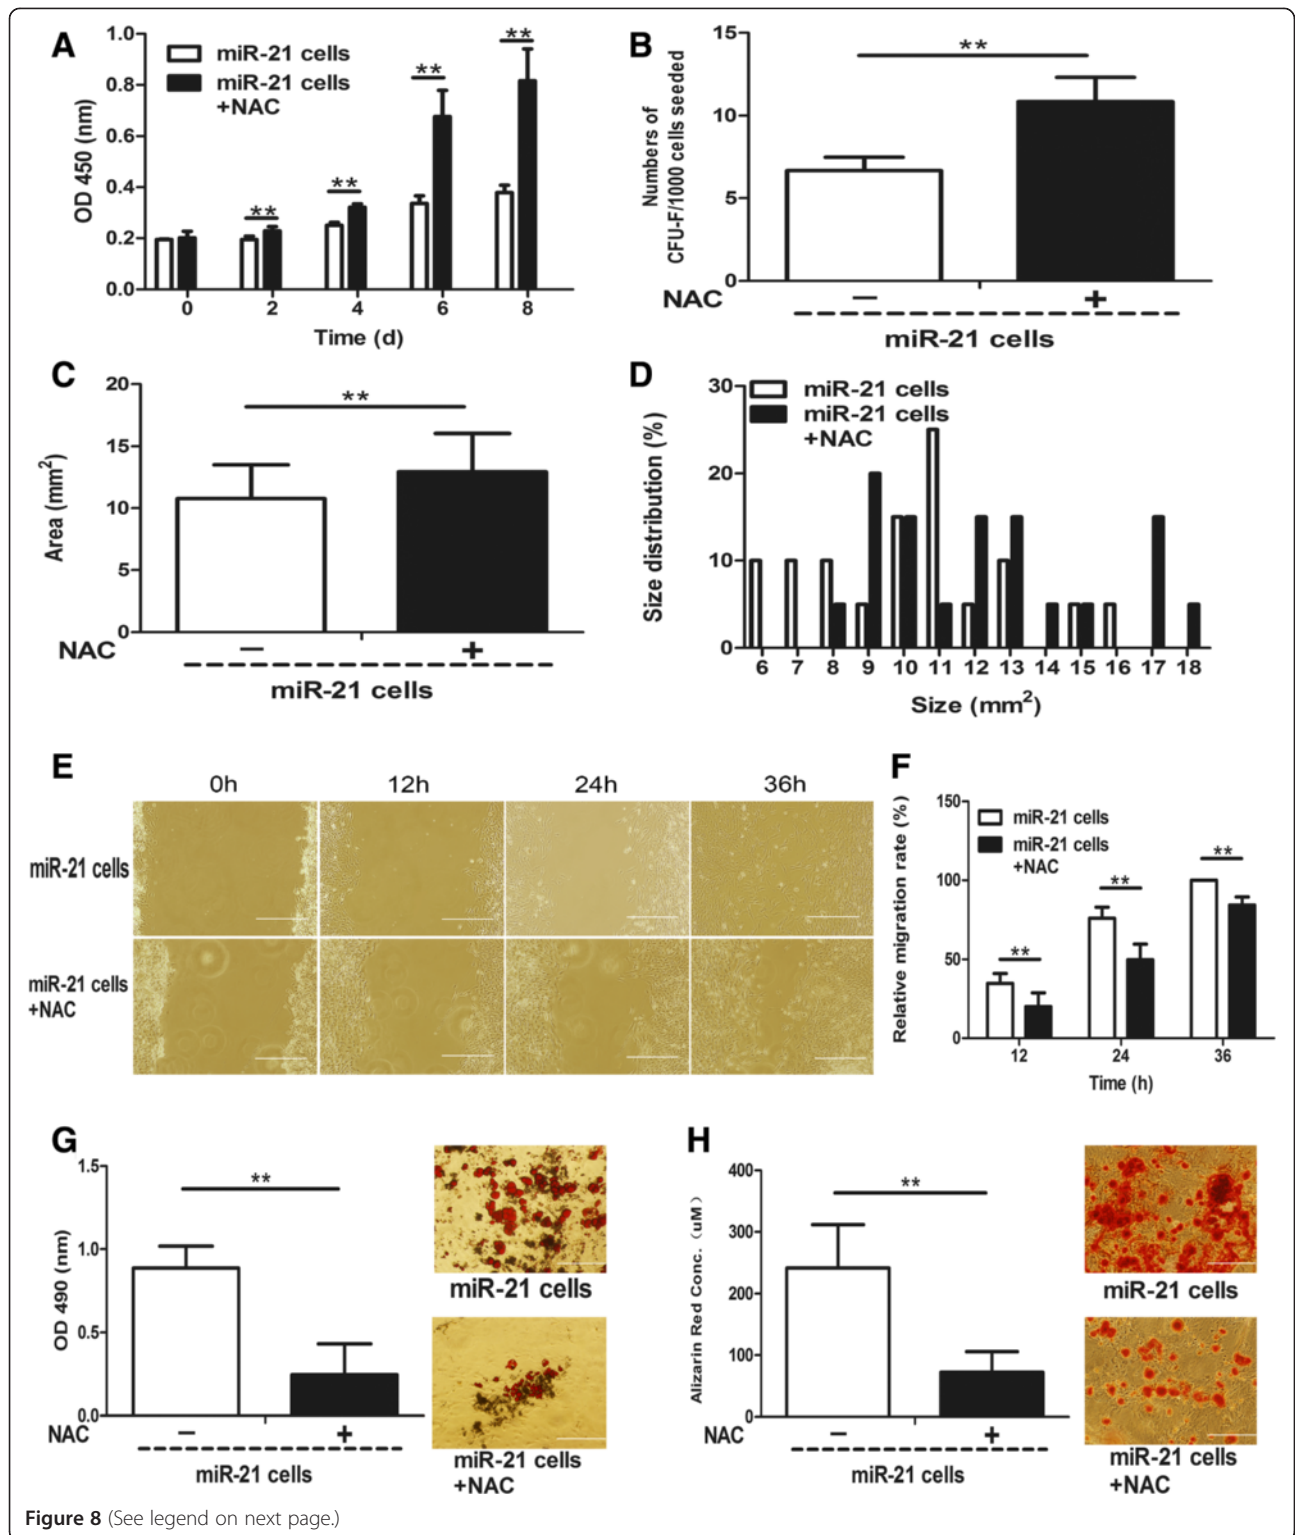 A
1.0
0.8
0.6
0.4
0.2
0.0
OD 450 (nm)
miR-21 cells
miR-21 cells
+NAC
**
**
**
**
0
2
4
6
8
Time (d)
B
15
10
5
0
Numbers of
CFU-F/1000 cells seeded
**
NAC
−
+
miR-21 cells
C
20
15
10
5
0
Area (mm²)
**
NAC
−
+
miR-21 cells
D
30
20
10
0
Size distribution (%)
miR-21 cells
miR-21 cells
+NAC
6 7 8 9 10 11 12 13 14 15 16 17 18
Size (mm²)
E
0h
12h
24h
36h
miR-21 cells
miR-21 cells
+NAC
F
150
100
50
0
Relative migration rate (%)
miR-21 cells
miR-21 cells
+NAC
**
**
**
12
24
36
Time (h)
G
1.5
1.0
0.5
0.0
OD 490 (nm)
**
NAC
−
+
miR-21 cells
miR-21 cells
miR-21 cells
+NAC
H
400
300
200
100
0
Alizarin Red Conc. (uM)
**
NAC
−
+
miR-21 cells
miR-21 cells
miR-21 cells
+NAC
Figure 8 (See legend on next page.)